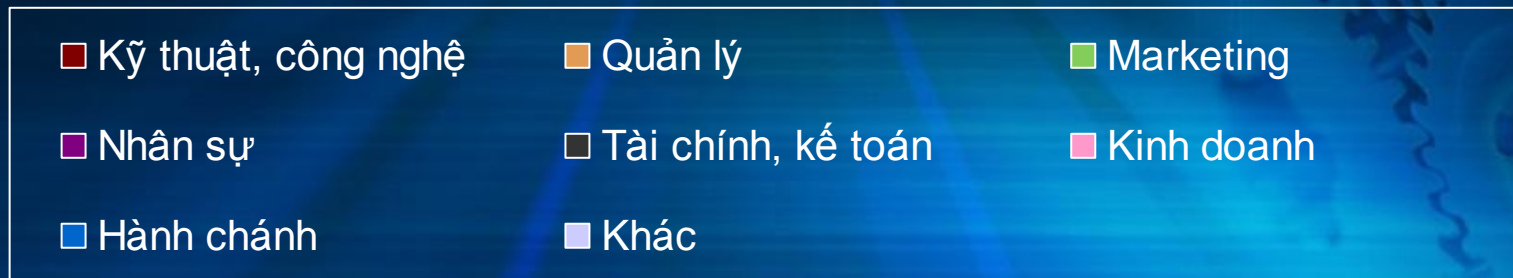 Kỹ thuật, công nghệ Quản lý Marketing
Nhân sự Tài chính, kế toán Kinh doanh
Hành chánh Khác